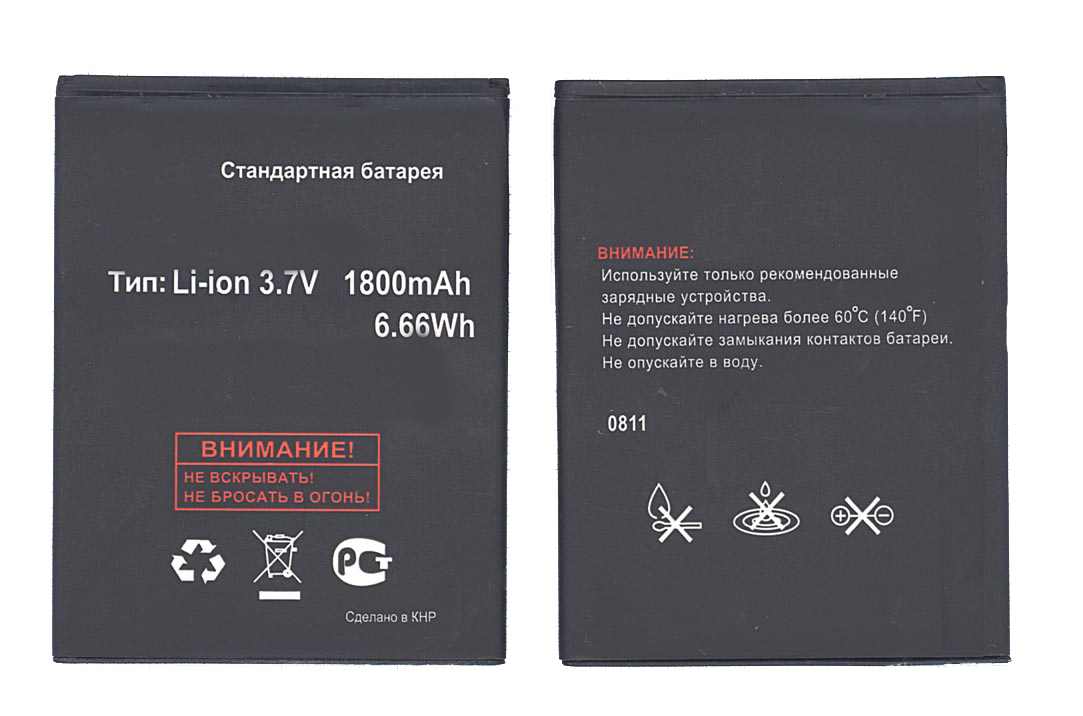 Стандартная батарея
Тип: Li-ion 3.7V 1800mAh
6.66Wh
ВНИМАНИЕ!
НЕ ВСКРЫВАТЬ!
НЕ БРОСАТЬ В ОГОНЬ!
РСТ
Сделано в КНР
ВНИМАНИЕ:
Используйте только рекомендованные
зарядные устройства.
Не допускайте нагрева более 60°C (140°F)
Не допускайте замыкания контактов батареи.
Не опускайте в воду.
0811